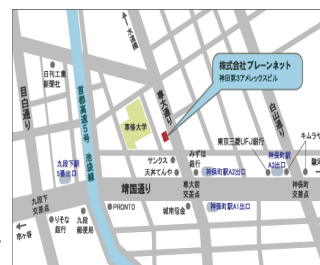 水道橋
日刊工業
新聞社
目白通り
首都高速5号 池袋線
専大通り
株式会社 ブレーンネット
神田第3アメレックスビル
白山通り
専修大学
サンクス
天丼てんや
みずほ
銀行
東京三菱UFJ銀行
キムラヤ
九段下駅
5番出口
神保町駅A2出口
神保町駅
A3出口
靖国通り
専大前
交差点
神保町
交差点
九段下
交差点
市ヶ谷
りそな
銀行
九段
郵便局
PRONTO
城南信金
神保町駅A1出口